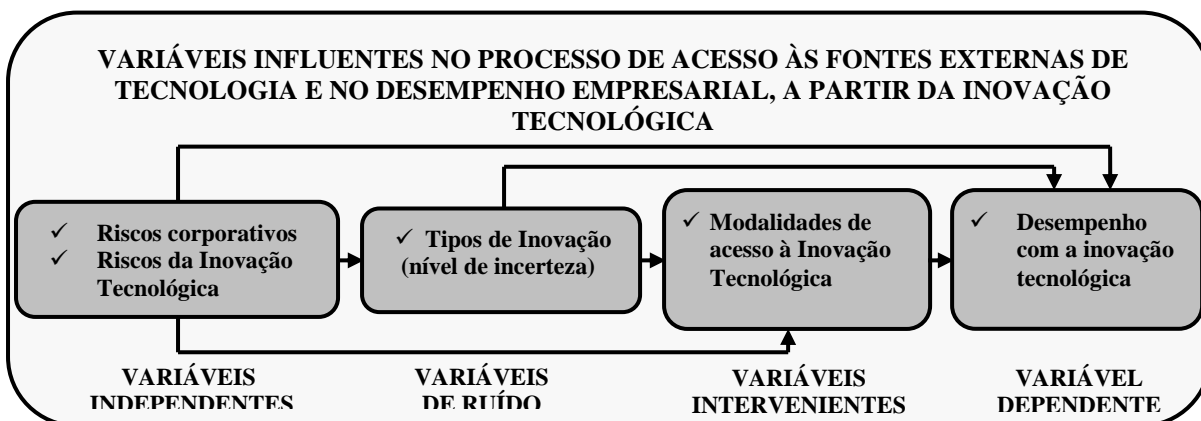 VARIÁVEIS INFLUENTES NO PROCESSO DE ACESSO ÀS FONTES EXTERNAS DE
TECNOLOGIA E NO DESEMPENHO EMPRESARIAL, A PARTIR DA INOVAÇÃO
TECNOLÓGICA
✓ Riscos corporativos
✓ Riscos da Inovação
Tecnológica
✓ Tipos de Inovação
(nível de incerteza)
✓ Modalidades de
acesso à Inovação
Tecnológica
✓ Desempenho
com a inovação
tecnológica
VARIÁVEIS
INDEPENDENTES
VARIÁVEIS
DE RUÍDO
VARIÁVEIS
INTERVENIENTES
VARIÁVEL
DEPENDENTE